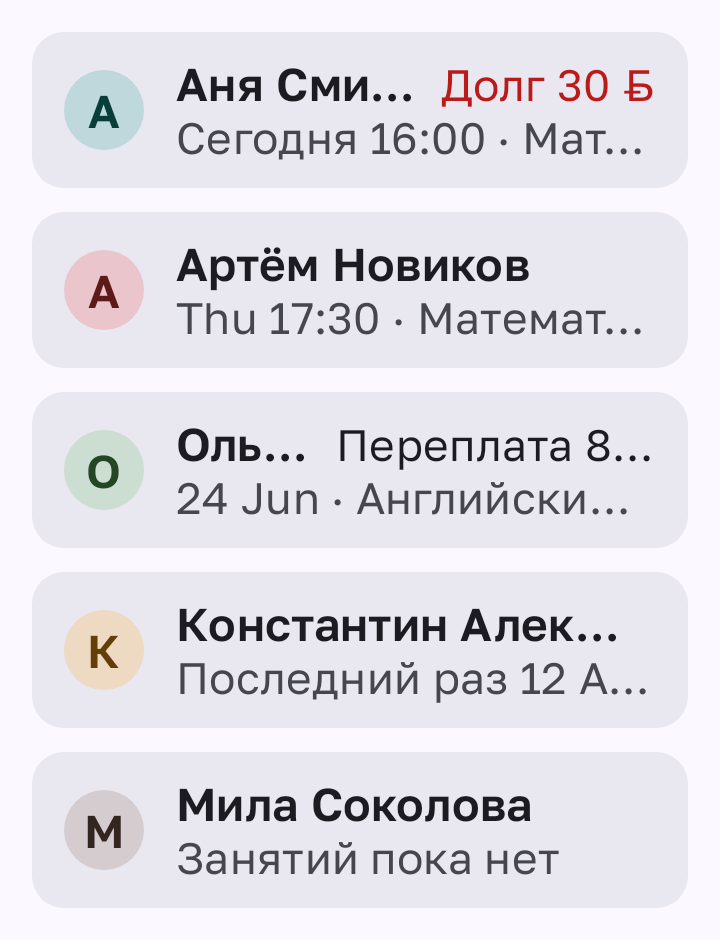 А
Аня Сми... Долг 30 Ƃ
Сегодня 16:00 · Мат...
А
Артём Новиков
Thu 17:30 · Математ...
О
Оль... Переплата 8...
24 Jun · Английски...
К
Константин Алек...
Последний раз 12 A...
М
Мила Соколова
Занятий пока нет